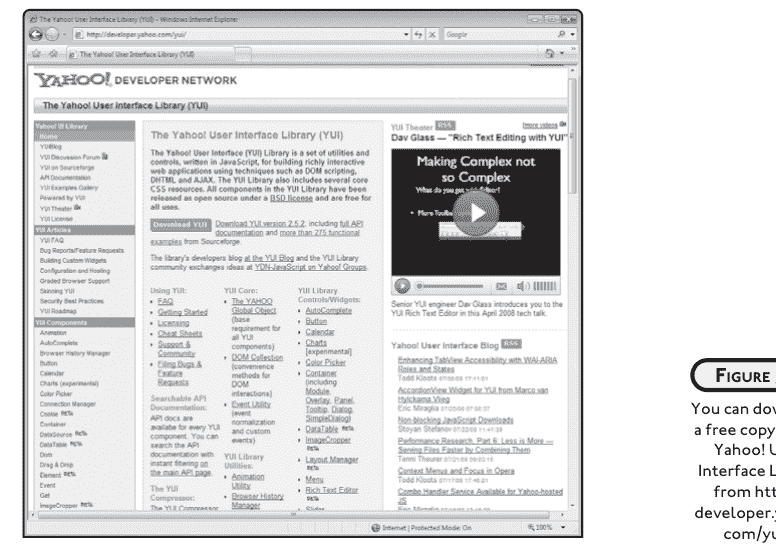 The Yahoo! User Interface Library (YUI) - Windows Internet Explorer
http://developer.yahoo.com/yui/
Google
The Yahoo! User Interface Library (YUI)
YAHOO! DEVELOPER NETWORK
The Yahoo! User Interface Library (YUI)
Yahoo! UI Library
Home
YUIBlog
YUI Discussion Forum
YUI on Sourceforge
API Documentation
YUI Examples Gallery
Powered by YUI
YUI Theater
YUI License
YUI Articles
YUI FAQ
Bug Reports/Feature Requests
Building Custom Widgets
Configuration and Hosting
Graded Browser Support
Skinning YUI
Security Best Practices
YUI Roadmap
YUI Components
Animation
AutoComplete
Browser History Manager
Button
Calendar
Charts (experimental)
Color Picker
Connection Manager
Cookie BETA
Container
DataSource BETA
DataTable BETA
Dom
Drag & Drop
Element BETA
Event
Get
ImageCropper BETA
The Yahoo! User Interface Library (YUI)
The Yahoo! User Interface (YUI) Library is a set of utilities and
controls, written in JavaScript, for building richly interactive
web applications using techniques such as DOM scripting,
DHTML and AJAX. The YUI Library also includes several core
CSS resources. All components in the YUI Library have been
released as open source under a BSD license and are free for
all uses.
Download YUI Download YUI version 2.5.2, including full API
documentation and more than 275 functional
examples from Sourceforge.
The library's developers blog at the YUI Blog and the YUI Library
community exchanges ideas at YDN-JavaScript on Yahoo! Groups.
Using YUI:
FAQ
Getting Started
Licensing
Cheat Sheets
Support &
Community
Filing Bugs &
Feature
Requests
Searchable API
Documentation:
API docs are
available for every YUI
component. You can
search the API
documentation with
instant filtering on
the main API page.
The YUI
Compressor:
The YUI Compressor
YUI Core:
The YAHOO
Global Object
(base
requirement for
all YUI
components)
DOM Collection
(convenience
methods for
DOM
interactions)
Event Utility
(event
normalization
and custom
events)
YUI Library
Utilities:
Animation
Utility
Browser History
Manager
YUI Library
Controls/Widgets:
AutoComplete
Button
Calendar
Charts
[experimental]
Color Picker
Container
(including
Module,
Overlay, Panel,
Tooltip, Dialog,
SimpleDialog)
DataTable BETA
ImageCropper
BETA
Layout Manager
BETA
Menu
Rich Text Editor
BETA
Slider
YUI Theater RSS more videos
Dav Glass — "Rich Text Editing with YUI"
Making Complex not
so Complex
What do you get with Editor?
Senior YUI engineer Dav Glass introduces you to the
YUI Rich Text Editor in this April 2008 tech talk.
Yahoo! User Interface Blog RSS
Enhancing TabView Accessibility with WAI-ARIA
Roles and States
Todd Kloots
AccordionView Widget for YUI from Marco van
Hylckama Vlieg
Eric Miraglia
Non-blocking JavaScript Downloads
Stoyan Stefanov
Performance Research, Part 6: Less is More —
Serving Files Faster by Combining Them
Tenni Theurer
Context Menus and Focus in Opera
Todd Kloots
Combo Handler Service Available for Yahoo-hosted
JS
Eric Miraglia
Internet | Protected Mode: On
100%
FIGURE
You can dow
a free copy
Yahoo! U
Interface L
from htt
developer.y
com/yu